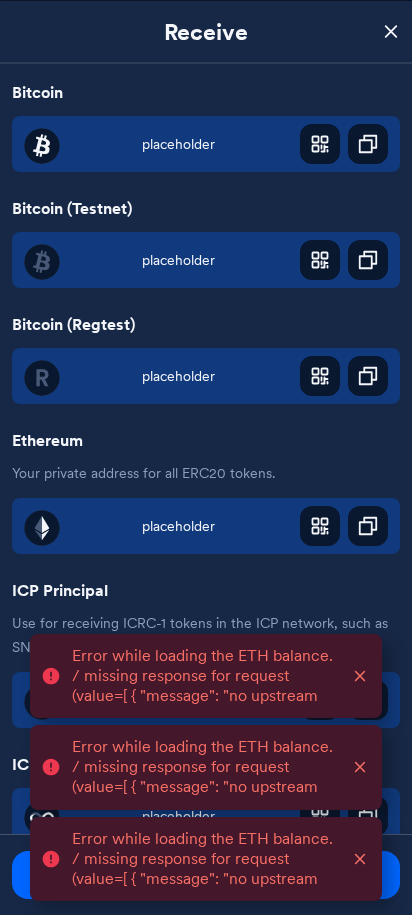 Receive
Bitcoin
placeholder
Bitcoin (Testnet)
placeholder
Bitcoin (Regtest)
R
placeholder
Ethereum
Your private address for all ERC20 tokens.
placeholder
ICP Principal
Use for receiving ICRC-1 tokens in the ICP network, such as
SN
Error while loading the ETH balance.
/ missing response for request
(value=[ { "message": "no upstream
IC
Error while loading the ETH balance.
/ missing response for request
(value=[ { "message": "no upstream
placeholder
Error while loading the ETH balance.
/ missing response for request
(value=[ { "message": "no upstream